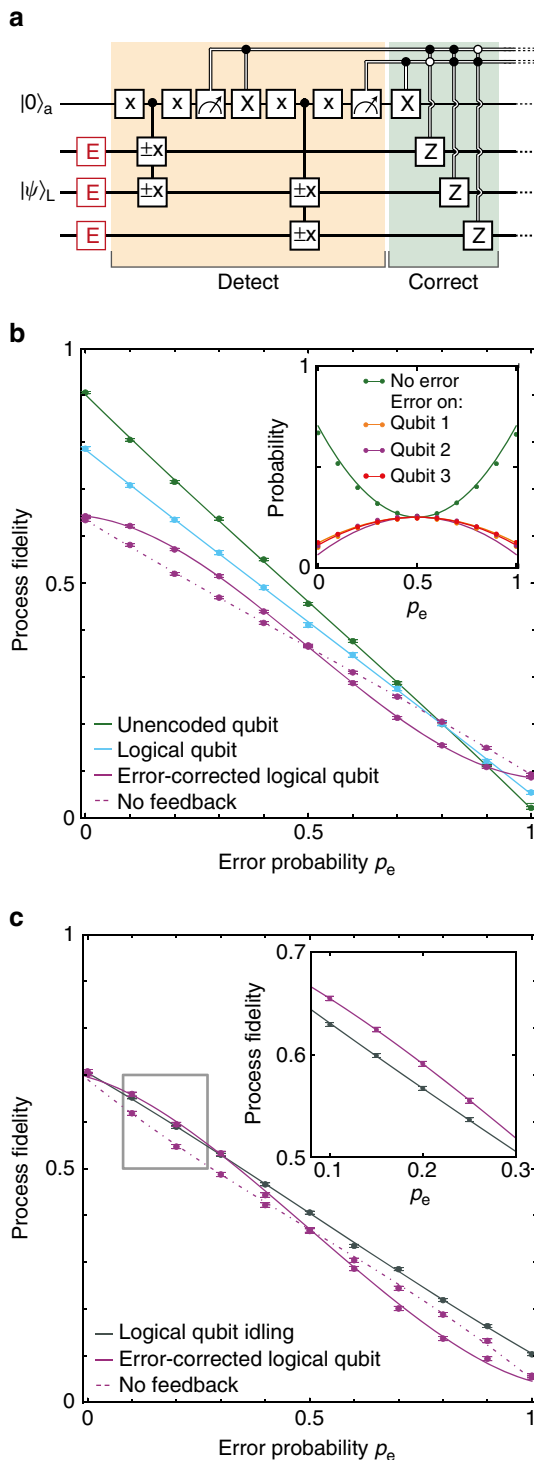 a
|0⟩a x x X x x X
E ±x Z
|ψ⟩L E ±x ±x Z
E ±x Z
Detect Correct
b
1
0.5
0
Process fidelity
Unencoded qubit
Logical qubit
Error-corrected logical qubit
No feedback
0 0.5 1
Error probability pe
1
0
Probability
No error
Error on:
Qubit 1
Qubit 2
Qubit 3
0 0.5 1
pe
c
1
0.5
0
Process fidelity
Logical qubit idling
Error-corrected logical qubit
No feedback
0 0.5 1
Error probability pe
0.7
0.6
0.5
Process fidelity
0.1 0.2 0.3
pe